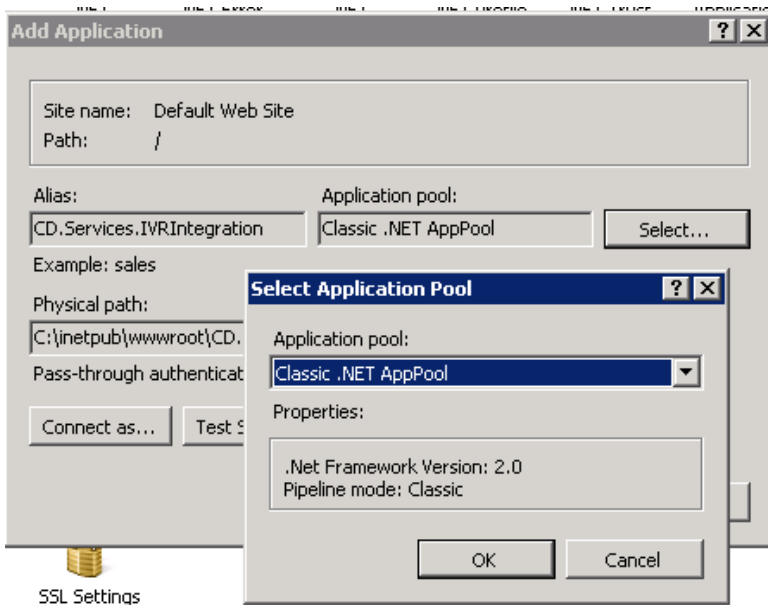 Add Application
Site name: Default Web Site
Path: /
Alias:
Application pool:
CD.Services.IVRIntegration
Classic .NET AppPool
Select...
Example: sales
Select Application Pool
Physical path:
Application pool:
C:\inetpub\wwwroot\CD.
Classic .NET AppPool
Pass-through authenticat
Properties:
Connect as...
Test S
.Net Framework Version: 2.0
Pipeline mode: Classic
OK
Cancel
SSL Settings